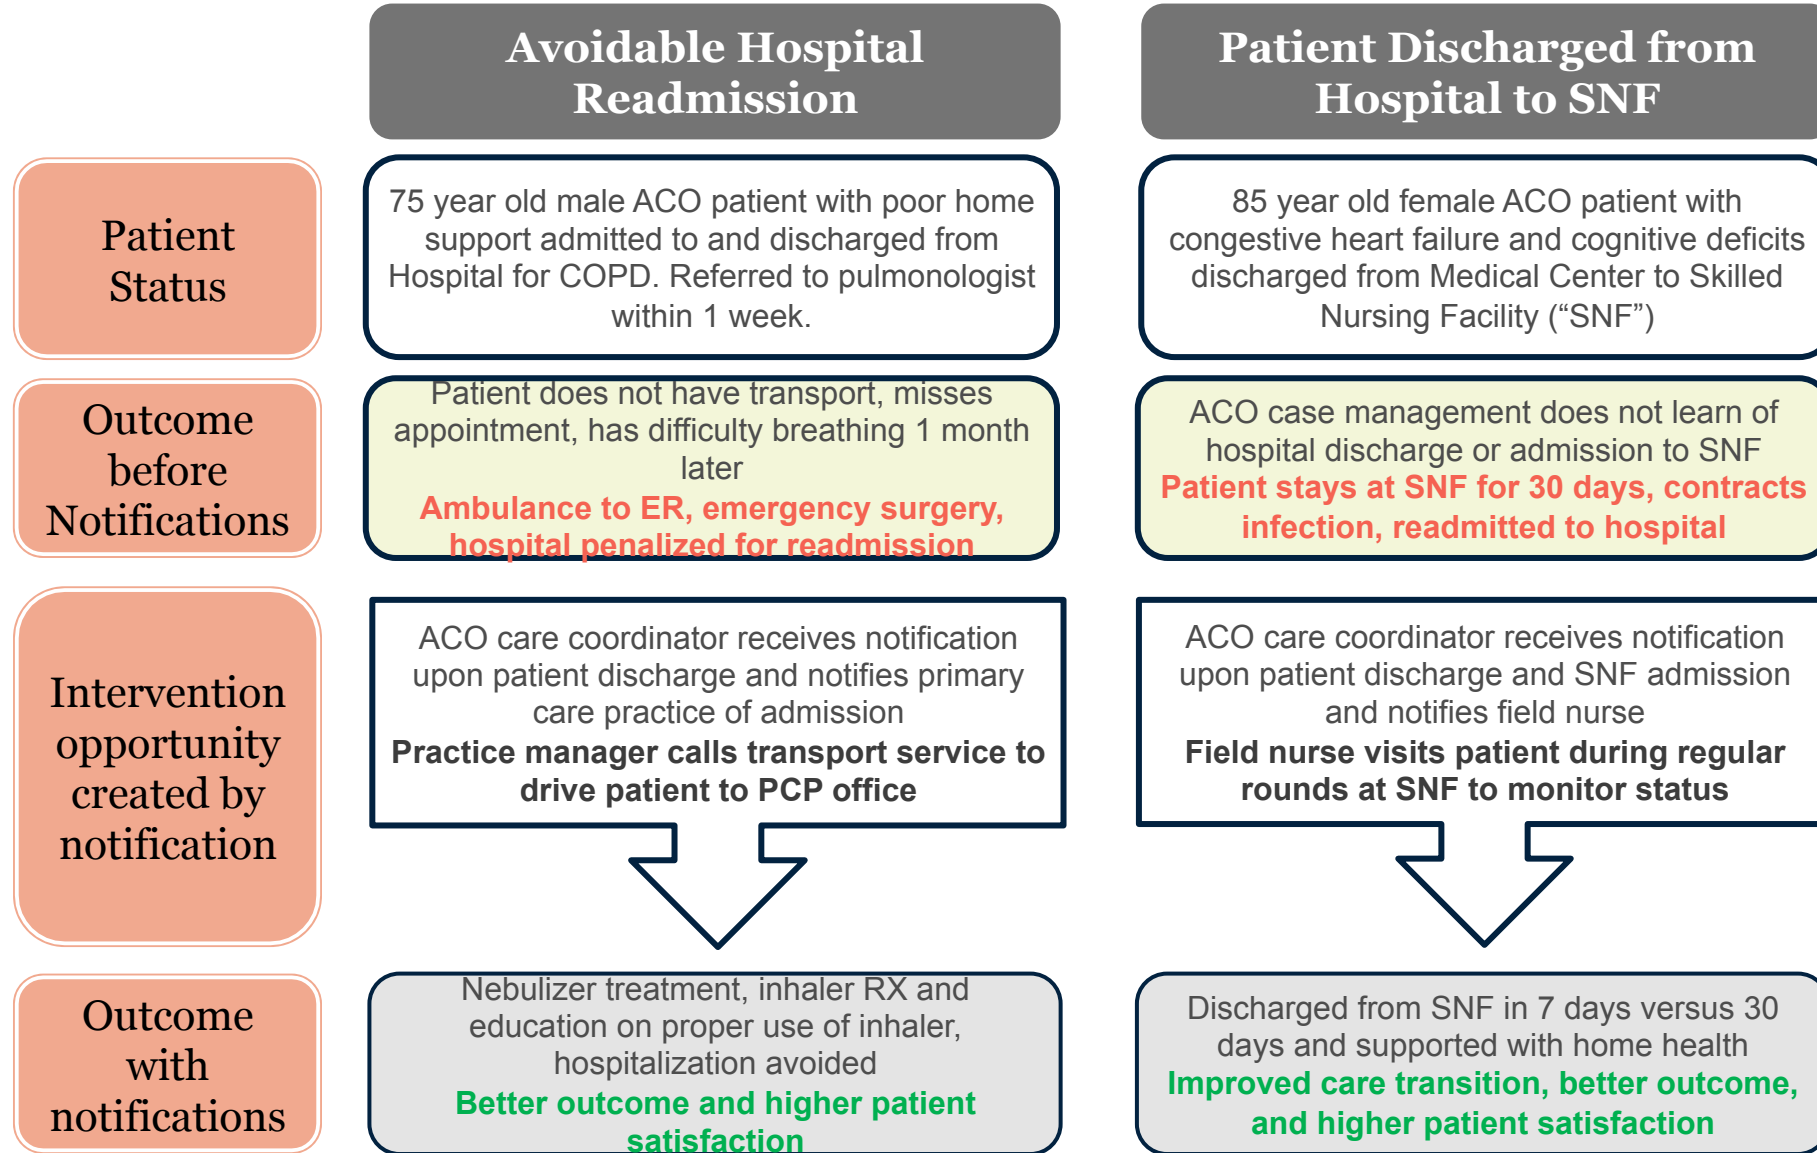 Avoidable Hospital
Readmission
Patient Discharged from
Hospital to SNF
Patient
Status
75 year old male ACO patient with poor home
support admitted to and discharged from
Hospital for COPD. Referred to pulmonologist
within 1 week.
85 year old female ACO patient with
congestive heart failure and cognitive deficits
discharged from Medical Center to Skilled
Nursing Facility (“SNF”)
Outcome
before
Notifications
Patient does not have transport, misses
appointment, has difficulty breathing 1 month
later
Ambulance to ER, emergency surgery,
hospital penalized for readmission
ACO case management does not learn of
hospital discharge or admission to SNF
Patient stays at SNF for 30 days, contracts
infection, readmitted to hospital
Intervention
opportunity
created by
notification
ACO care coordinator receives notification
upon patient discharge and notifies primary
care practice of admission
Practice manager calls transport service to
drive patient to PCP office
ACO care coordinator receives notification
upon patient discharge and SNF admission
and notifies field nurse
Field nurse visits patient during regular
rounds at SNF to monitor status
Outcome
with
notifications
Nebulizer treatment, inhaler RX and
education on proper use of inhaler,
hospitalization avoided
Better outcome and higher patient
satisfaction
Discharged from SNF in 7 days versus 30
days and supported with home health
Improved care transition, better outcome,
and higher patient satisfaction